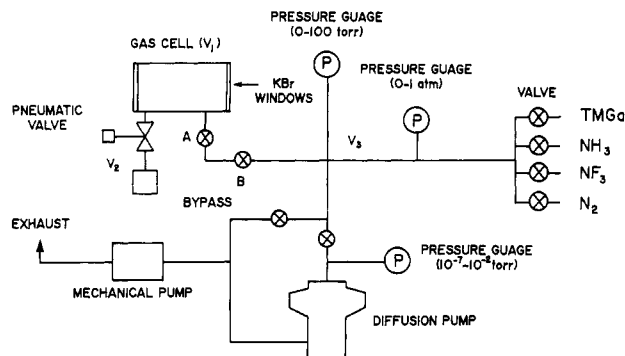 PRESSURE GUAGE
(0-100 torr)
P
GAS CELL (V₁)
KBr
WINDOWS
PRESSURE GUAGE
(0-1 atm)
P
PNEUMATIC
VALVE
V₂
A
B
V₃
VALVE
TMGa
NH₃
NF₃
N₂
BYPASS
EXHAUST
MECHANICAL PUMP
P
PRESSURE GUAGE
(10⁻⁷-10⁻² torr)
DIFFUSION PUMP